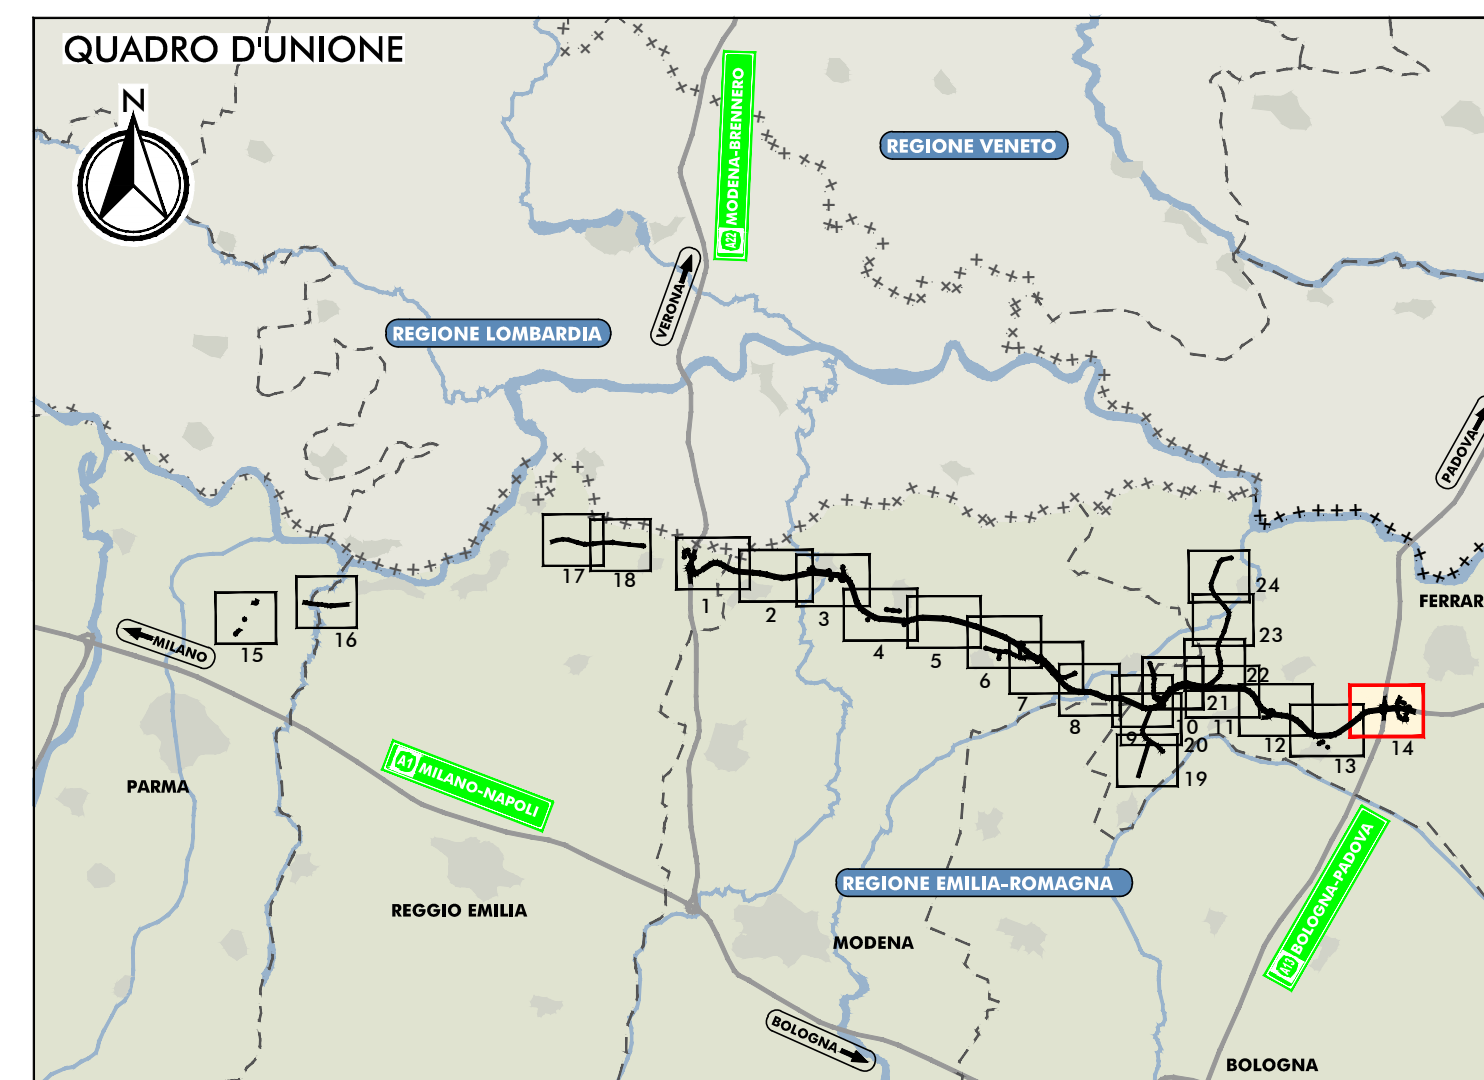 QUADRO D'UNIONE
N
A22 MODENA-BRENNERO
REGIONE VENETO
VERONA
REGIONE LOMBARDIA
PADOVA
17
18
1
2
3
4
5
6
7
8
9
10
11
12
13
14
15
16
19
20
21
22
23
24
FERRAR
MILANO
PARMA
A1 MILANO-NAPOLI
REGGIO EMILIA
REGIONE EMILIA-ROMAGNA
MODENA
A13 BOLOGNA-PADOVA
BOLOGNA
BOLOGNA